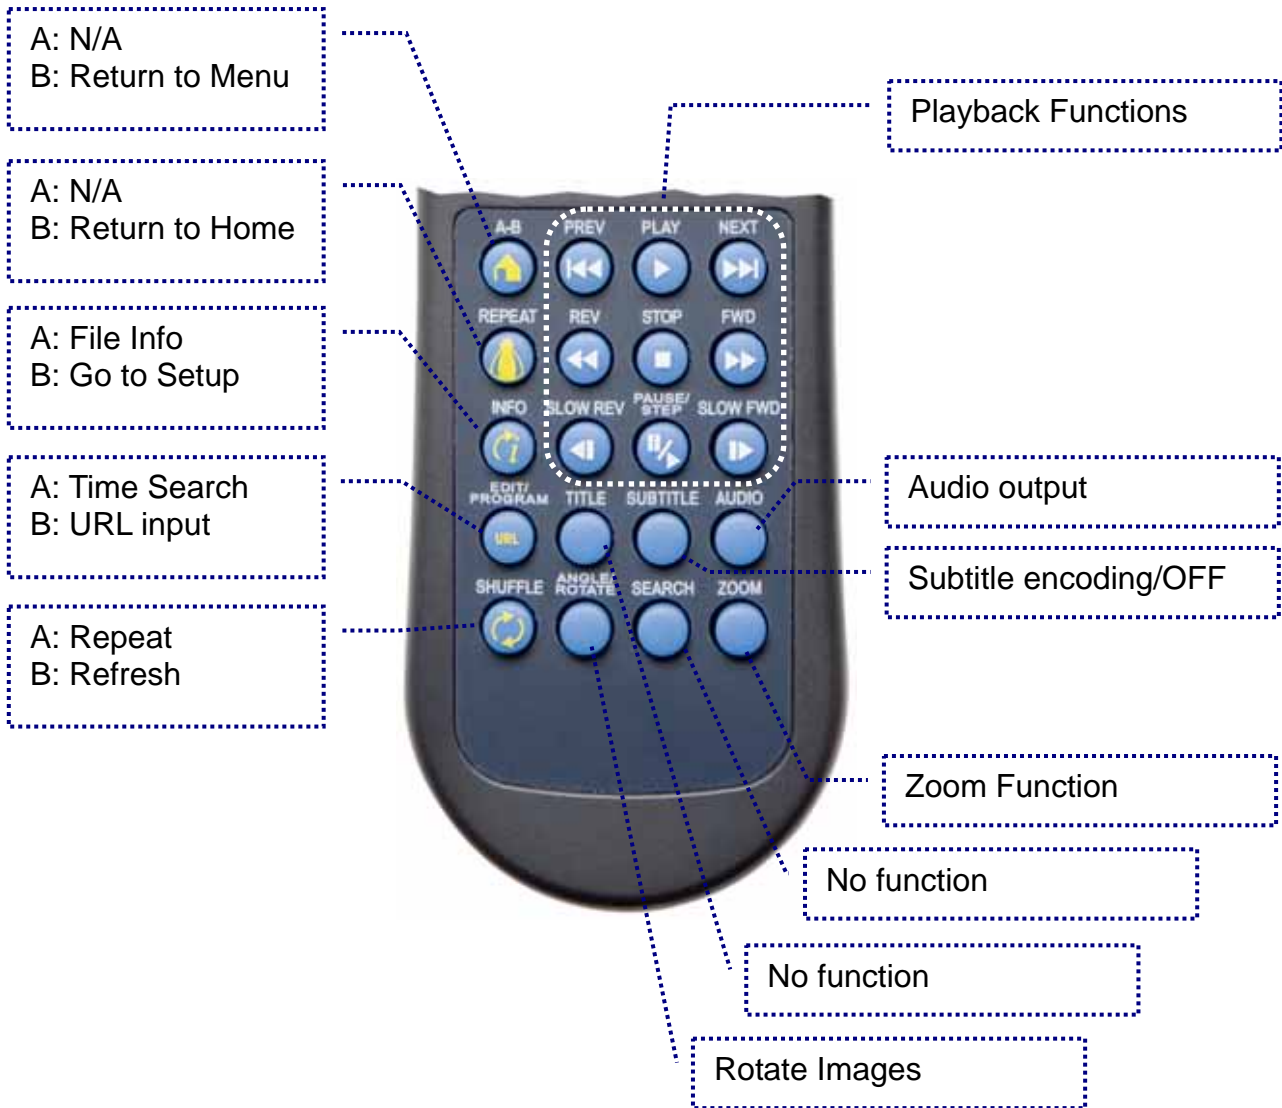 A: N/A
B: Return to Menu
Playback Functions
A: N/A
B: Return to Home
A: File Info
B: Go to Setup
A: Time Search
B: URL input
A: Repeat
B: Refresh
A-B PREV PLAY NEXT
REPEAT REV STOP FWD
INFO SLOW REV PAUSE/
STEP SLOW FWD
EDIT/
PROGRAM TITLE SUBTITLE AUDIO
URL
SHUFFLE ANGLE/
ROTATE SEARCH ZOOM
Audio output
Subtitle encoding/OFF
Zoom Function
No function
No function
Rotate Images